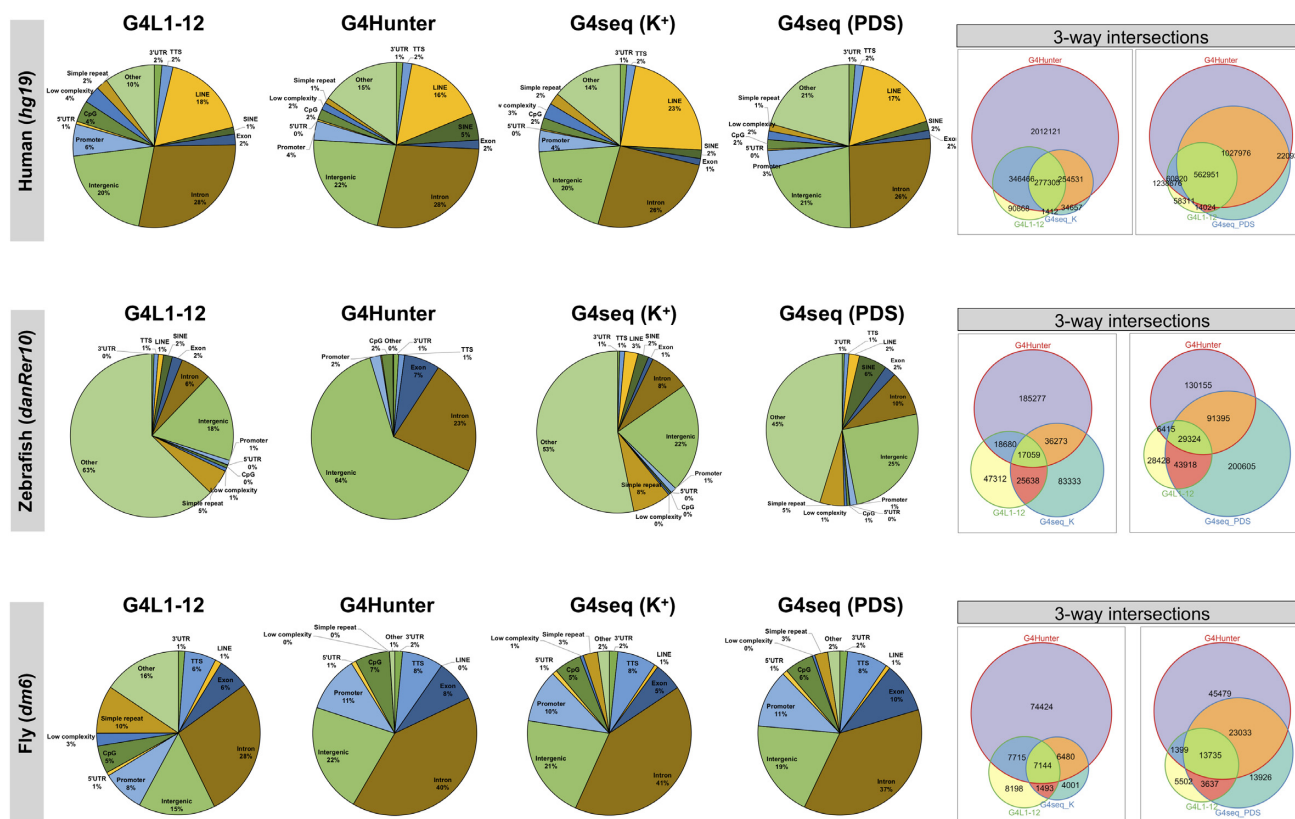 G4L1-12
G4Hunter
G4seq (K+)
G4seq (PDS)
3-way intersections
Human (hg19)
3'UTR 2%
TTS 2%
LINE 18%
SINE 1%
Exon 2%
Intron 28%
Intergenic 20%
Promoter 6%
5'UTR 1%
CpG 4%
Low complexity 4%
Simple repeat 2%
Other 10%
3'UTR 1%
TTS 2%
LINE 16%
SINE 5%
Exon 2%
Intron 28%
Intergenic 22%
Promoter 4%
5'UTR 0%
CpG 2%
Low complexity 2%
Simple repeat 1%
Other 15%
3'UTR 1%
TTS 2%
LINE 23%
SINE 2%
Exon 1%
Intron 26%
Intergenic 20%
Promoter 4%
5'UTR 0%
CpG 2%
v complexity 3%
Simple repeat 2%
Other 14%
3'UTR 1%
TTS 2%
LINE 17%
SINE 2%
Exo 2%
Intron 26%
Intergenic 21%
Promoter 3%
5'UTR 0%
CpG 2%
Low complexity 2%
Simple repeat 1%
Other 21%
G4Hunter
2012121
346466
277305
254531
90868
1412
34657
G4L1-12
G4seq_K
G4Hunter
1027976
562951
58311
14024
G4L1-12
G4seq_PDS
Zebrafish (danRer10)
G4L1-12
G4Hunter
G4seq (K+)
G4seq (PDS)
3-way intersections
3'UTR 0%
TTS 1%
LINE 1%
SINE 2%
Exon 2%
Intron 6%
Intergenic 18%
Promoter 1%
5'UTR 0%
CpG 0%
Low complexity 1%
Simple repeat 5%
Other 63%
CpG 2%
Other 0%
3'UTR 1%
TTS 1%
Exon 7%
Intron 23%
Intergenic 64%
Promoter 2%
3'UTR 1%
TTS 1%
LINE 3%
SINE 2%
Exon 1%
Intron 8%
Intergenic 22%
Promoter 1%
5'UTR 0%
CpG 0%
Low complexity 0%
Simple repeat 8%
Other 53%
3'UTR 1%
TTS 1%
LINE 2%
SINE 6%
Exon 2%
Intron 10%
Intergenic 25%
Promoter 1%
5'UTR 0%
CpG 1%
Low complexity 1%
Simple repeat 5%
Other 45%
G4Hunter
185277
18680
36273
17059
47312
25638
83333
G4L1-12
G4seq_K
G4Hunter
130155
91395
6415
29324
28428
43918
200605
G4L1-12
G4seq_PDS
Fly (dm6)
G4L1-12
G4Hunter
G4seq (K+)
G4seq (PDS)
3-way intersections
3'UTR 1%
TTS 6%
LINE 1%
Exon 6%
Intron 28%
Intergenic 15%
Promoter 8%
5'UTR 1%
CpG 5%
Low complexity 3%
Simple repeat 10%
Other 16%
Simple repeat 0%
Low complexity 0%
Other 1%
3'UTR 2%
TTS 8%
LINE 0%
Exon 8%
Intron 40%
Intergenic 22%
Promoter 11%
5'UTR 1%
CpG 7%
Simple repeat 3%
Low complexity 1%
Other 2%
3'UTR 2%
TTS 8%
LINE 1%
Exon 5%
Intron 41%
Intergenic 21%
Promoter 10%
5'UTR 1%
CpG 5%
Simple repeat 3%
Low complexity 0%
Other 2%
3'UTR 2%
TTS 8%
LINE 1%
Exon 10%
Intron 37%
Intergenic 19%
Promoter 11%
5'UTR 1%
CpG 6%
G4Hunter
74424
7715
6480
7144
8198
1493
4001
G4L1-12
G4seq_K
G4Hunter
45479
23033
1399
13735
5502
3637
13926
G4L1-12
G4seq_PDS